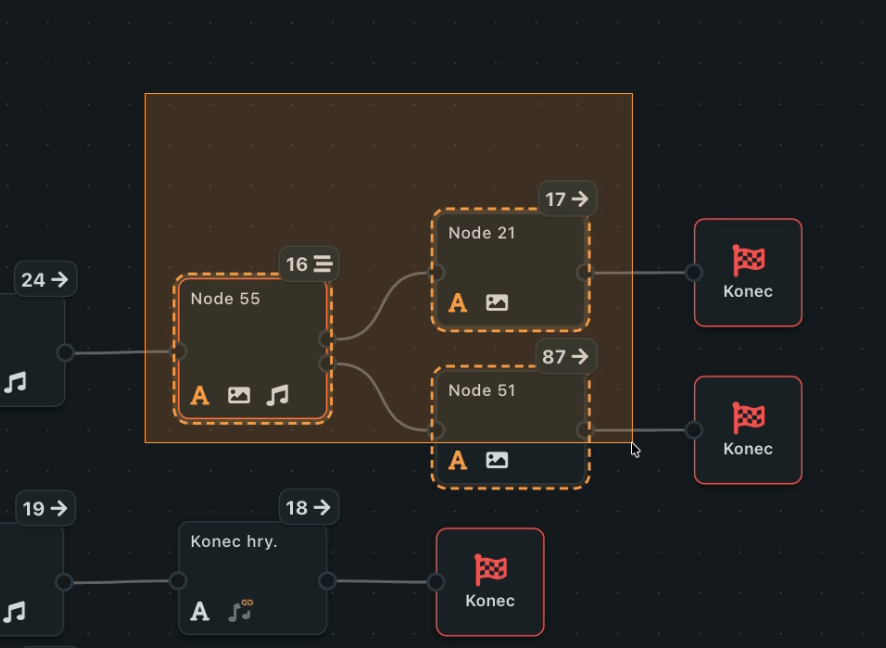 17 →
Node 21
A
Konec
24 →
16
Node 55
A
87 →
Node 51
A
Konec
19 →
18 →
Konec hry.
A
Konec